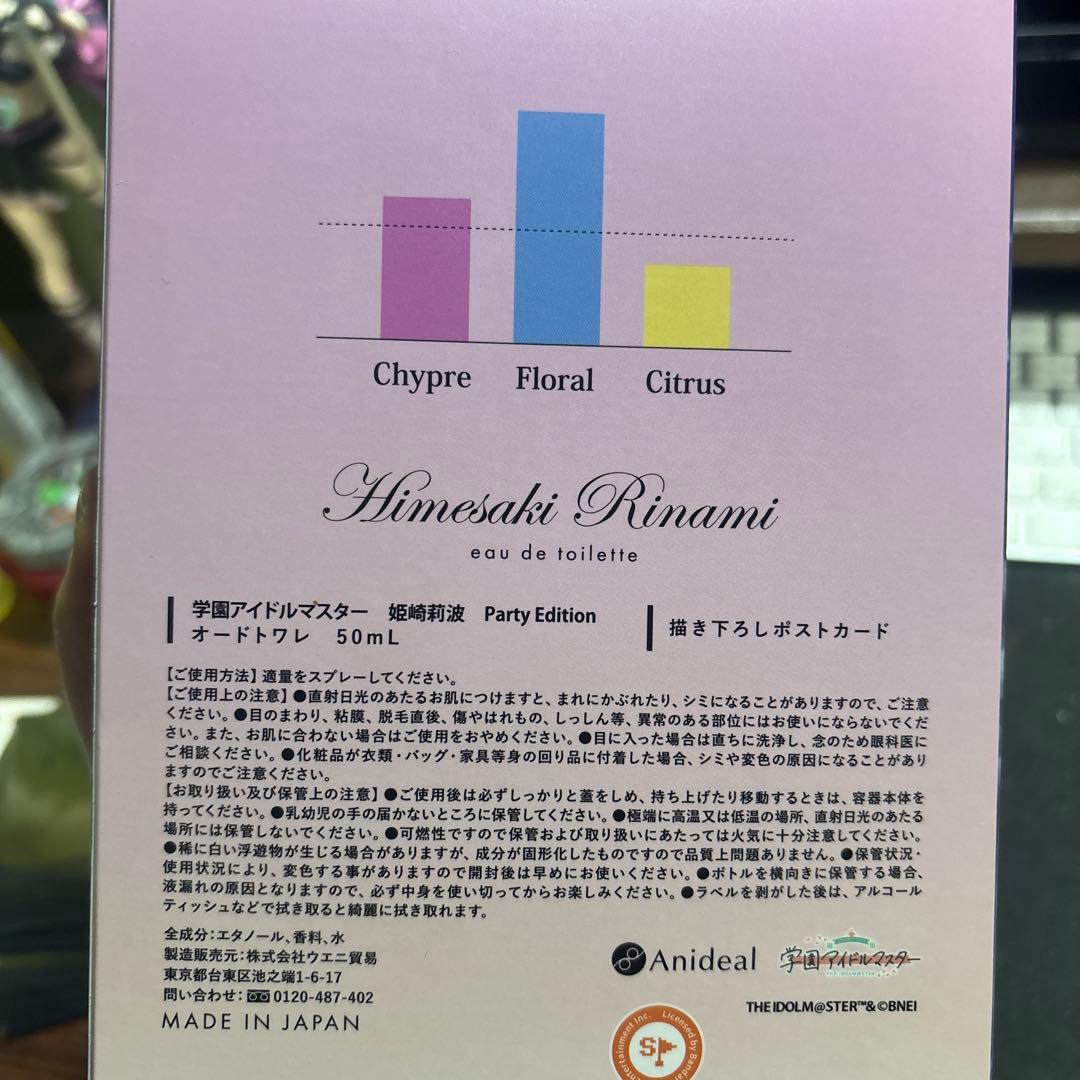 Chypre Floral Citrus
Himesaki Rinami
eau de toilette
学園アイドルマスター 姫崎莉波 Party Edition
オードトワレ 50mL
描き下ろしポストカード
【ご使用方法】適量をスプレーしてください。
【ご使用上の注意】●直射日光のあたるお肌につけますと、まれにかぶれたり、シミになることがありますので、ご注意
ください。●目のまわり、粘膜、脱毛直後、傷やはれもの、しっしん等、異常のある部位にはお使いにならないでくだ
さい。また、お肌に合わない場合はご使用をおやめください。●目に入った場合は直ちに洗浄し、念のため眼科医に
ご相談ください。●化粧品が衣類・バッグ・家具等身の回り品に付着した場合、シミや変色の原因になることがあり
ますのでご注意ください。
【お取り扱い及び保管上の注意】●ご使用後は必ずしっかりと蓋をしめ、持ち上げたり移動するときは、容器本体を
持ってください。●乳幼児の手の届かないところに保管してください。●極端に高温又は低温の場所、直射日光のあたる
場所には保管しないでください。●可燃性ですので保管および取り扱いにあたっては火気に十分注意してください。
●稀に白い浮遊物が生じる場合がありますが、成分が固形化したものですので品質上問題ありません。●保管状況・
使用状況により、変色する事がありますので開封後は早めにお使いください。●ボトルを横向きに保管する場合、
液漏れの原因となりますので、必ず中身を使い切ってからお楽しみください。●ラベルを剥がした後は、アルコール
ティッシュなどで拭き取ると綺麗に拭き取れます。
全成分：エタノール、香料、水
製造販売元：株式会社ウエニ貿易
東京都台東区池之端1-6-17
問い合わせ：0120-487-402
MADE IN JAPAN
Anideal
学園アイドルマスター
THE IDOLM@STER
THE IDOLM@STER™&©BNEI
Entertainment Inc. Licensed by Banda
SP